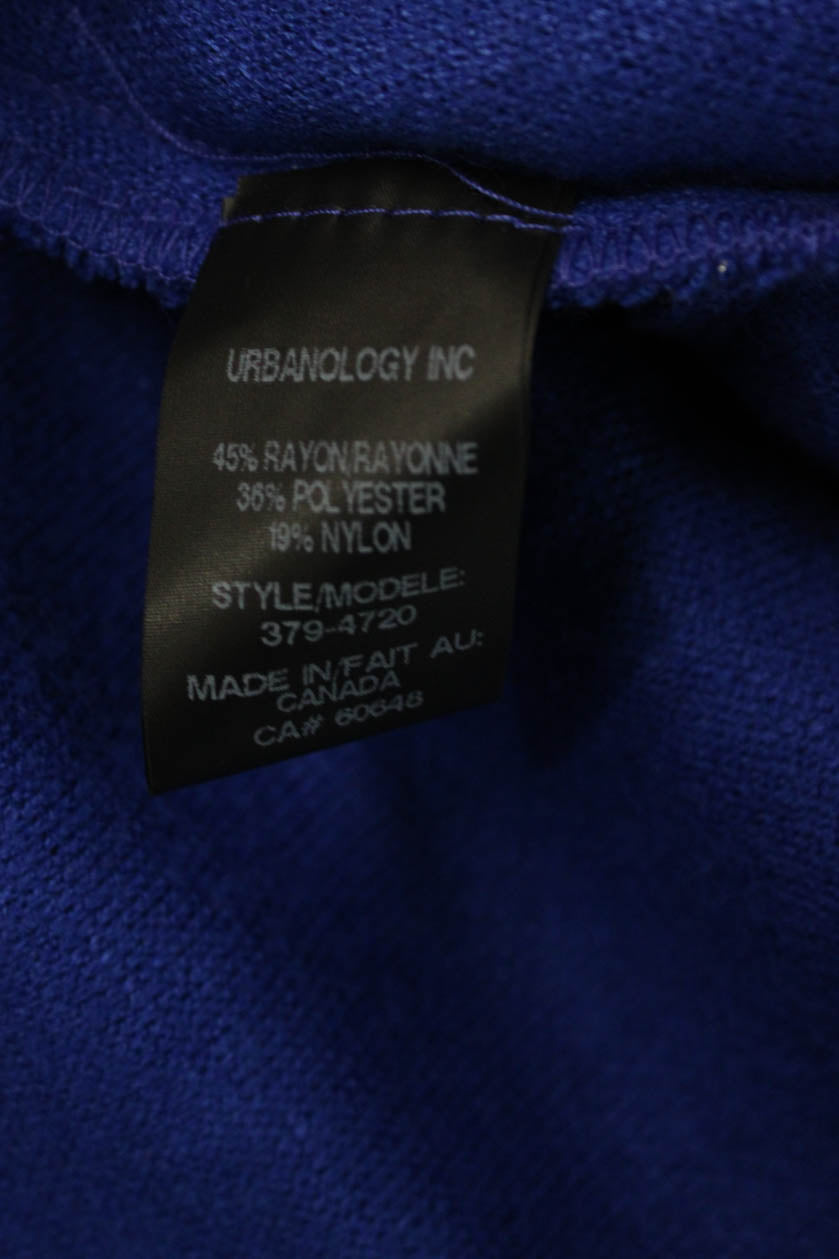 URBANOLOGY INC
45% RAYON/RAYONNE
36% POLYESTER
19% NYLON
STYLE/MODELE:
379-4720
MADE IN/FAIT AU:
CANADA
CA# 60648